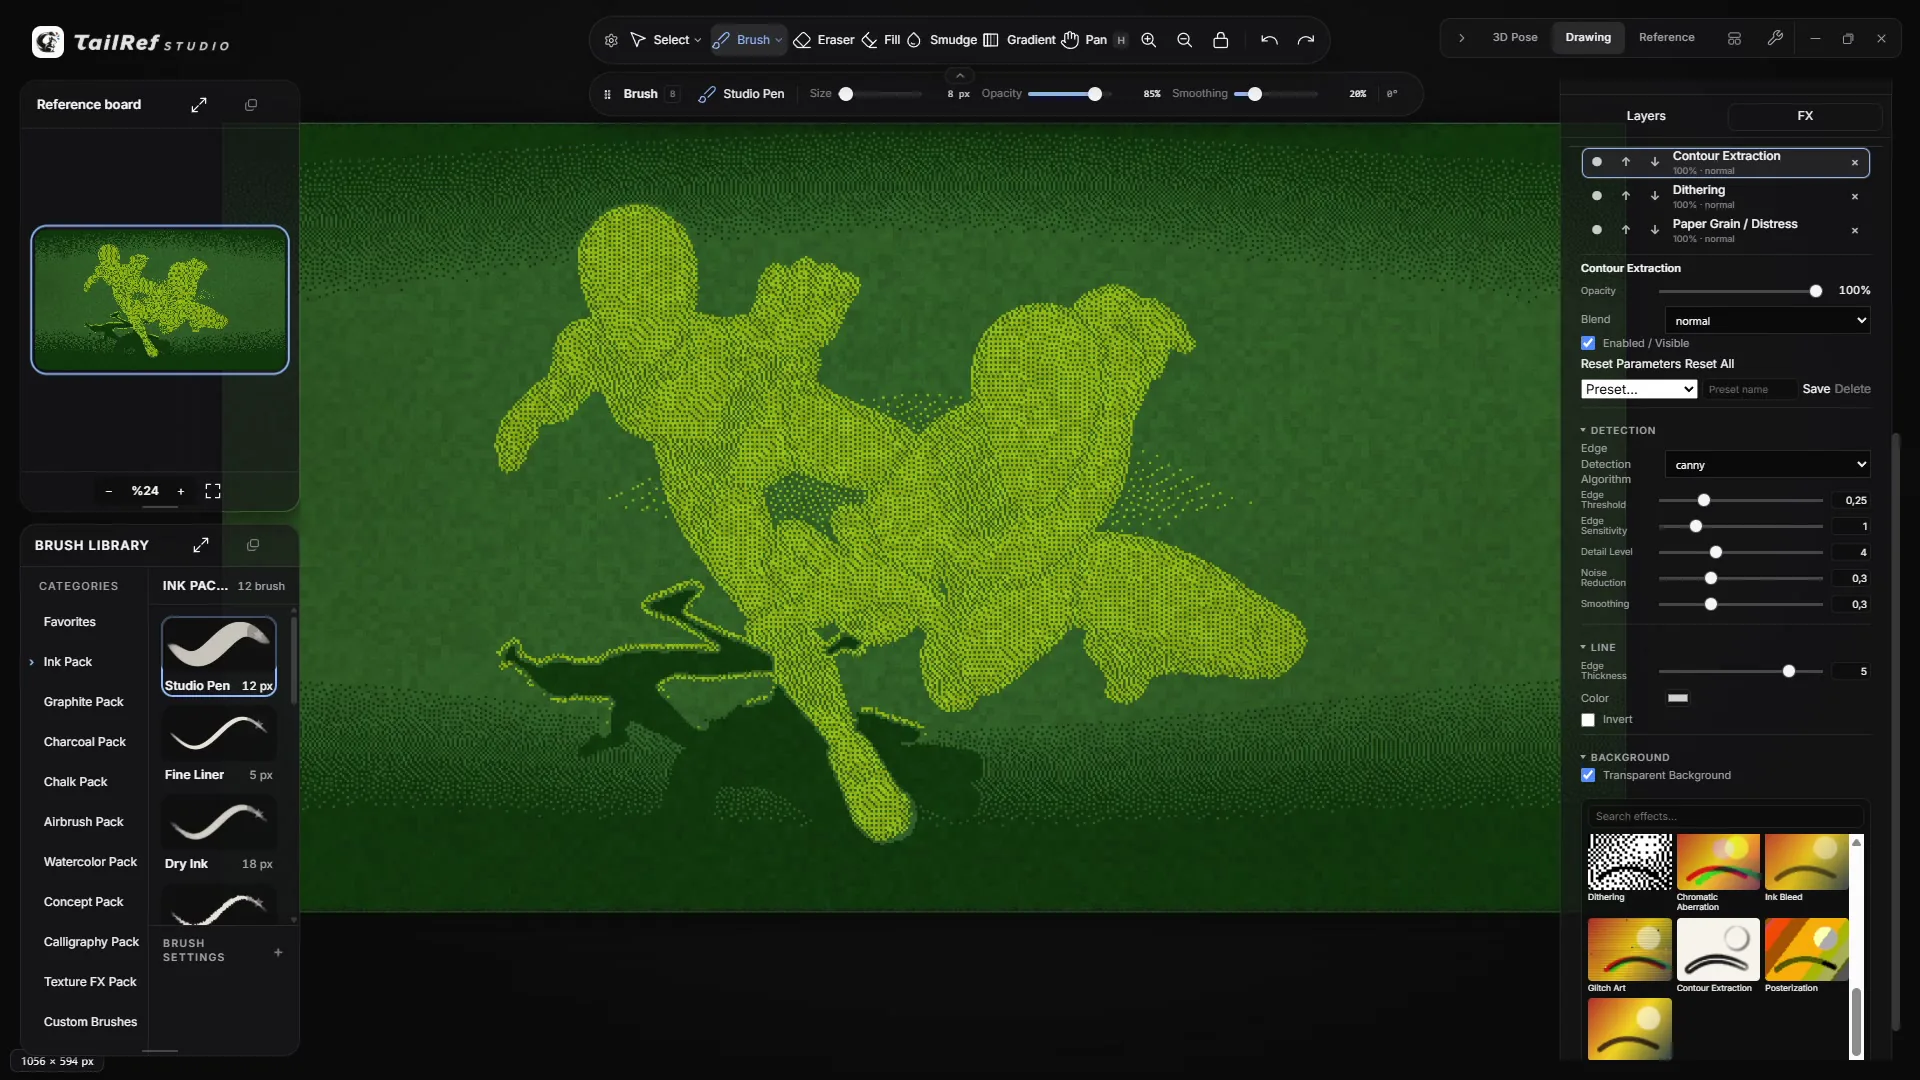 TailRef STUDIO
Select
Brush
Eraser
Fill
Smudge
Gradient
Pan H
3D Pose
Drawing
Reference
Brush B
Studio Pen
Size
8 px
Opacity
85%
Smoothing
20%
0°
Reference board
%24
BRUSH LIBRARY
CATEGORIES
Favorites
Ink Pack
Graphite Pack
Charcoal Pack
Chalk Pack
Airbrush Pack
Watercolor Pack
Concept Pack
Calligraphy Pack
Texture FX Pack
Custom Brushes
INK PAC... 12 brush
Studio Pen 12 px
Fine Liner 5 px
Dry Ink 18 px
BRUSH
SETTINGS
1056 × 594 px
Layers
FX
Contour Extraction
100% · normal
Dithering
100% · normal
Paper Grain / Distress
100% · normal
Contour Extraction
Opacity 100%
Blend normal
Enabled / Visible
Reset Parameters Reset All
Preset... Preset name Save Delete
DETECTION
Edge
Detection
Algorithm
canny
Edge
Threshold
0,25
Edge
Sensitivity
1
Detail Level 4
Noise
Reduction
0,3
Smoothing 0,3
LINE
Edge
Thickness
5
Color
Invert
BACKGROUND
Transparent Background
Search effects...
Dithering
Chromatic
Aberration
Ink Bleed
Glitch Art
Contour Extraction
Posterization